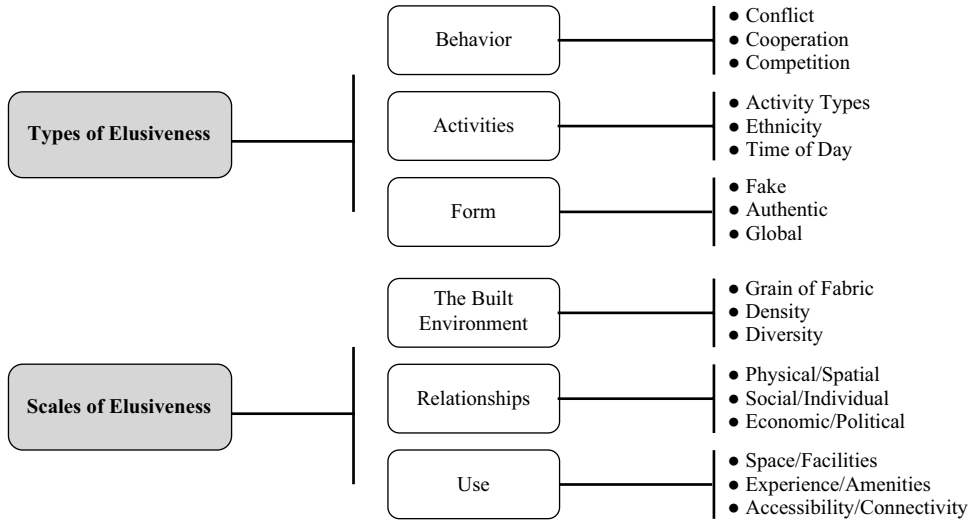 Types of Elusiveness
Behavior
● Conflict
● Cooperation
● Competition
Activities
● Activity Types
● Ethnicity
● Time of Day
Form
● Fake
● Authentic
● Global
Scales of Elusiveness
The Built
Environment
● Grain of Fabric
● Density
● Diversity
Relationships
● Physical/Spatial
● Social/Individual
● Economic/Political
Use
● Space/Facilities
● Experience/Amenities
● Accessibility/Connectivity